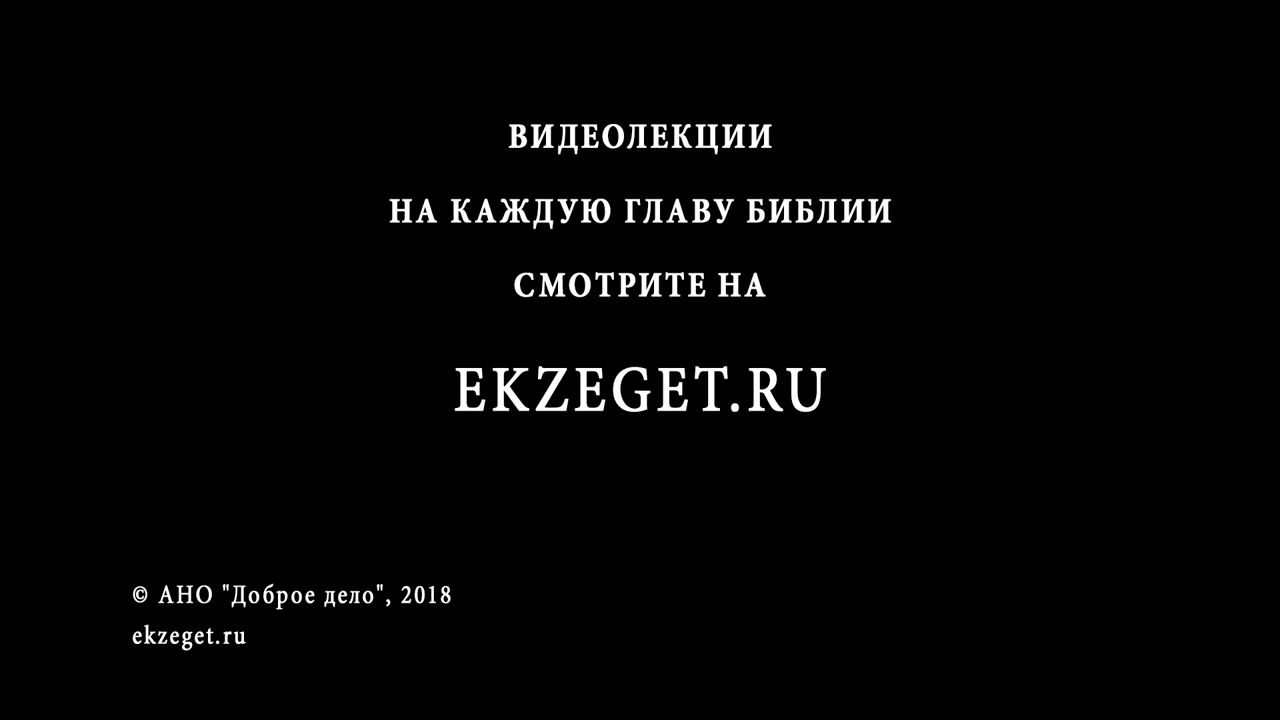 ВИДЕОЛЕКЦИИ
НА КАЖДУЮ ГЛАВУ БИБЛИИ
СМОТРИТЕ НА
EKZEGET.RU
© АНО "Доброе дело", 2018
ekzeget.ru